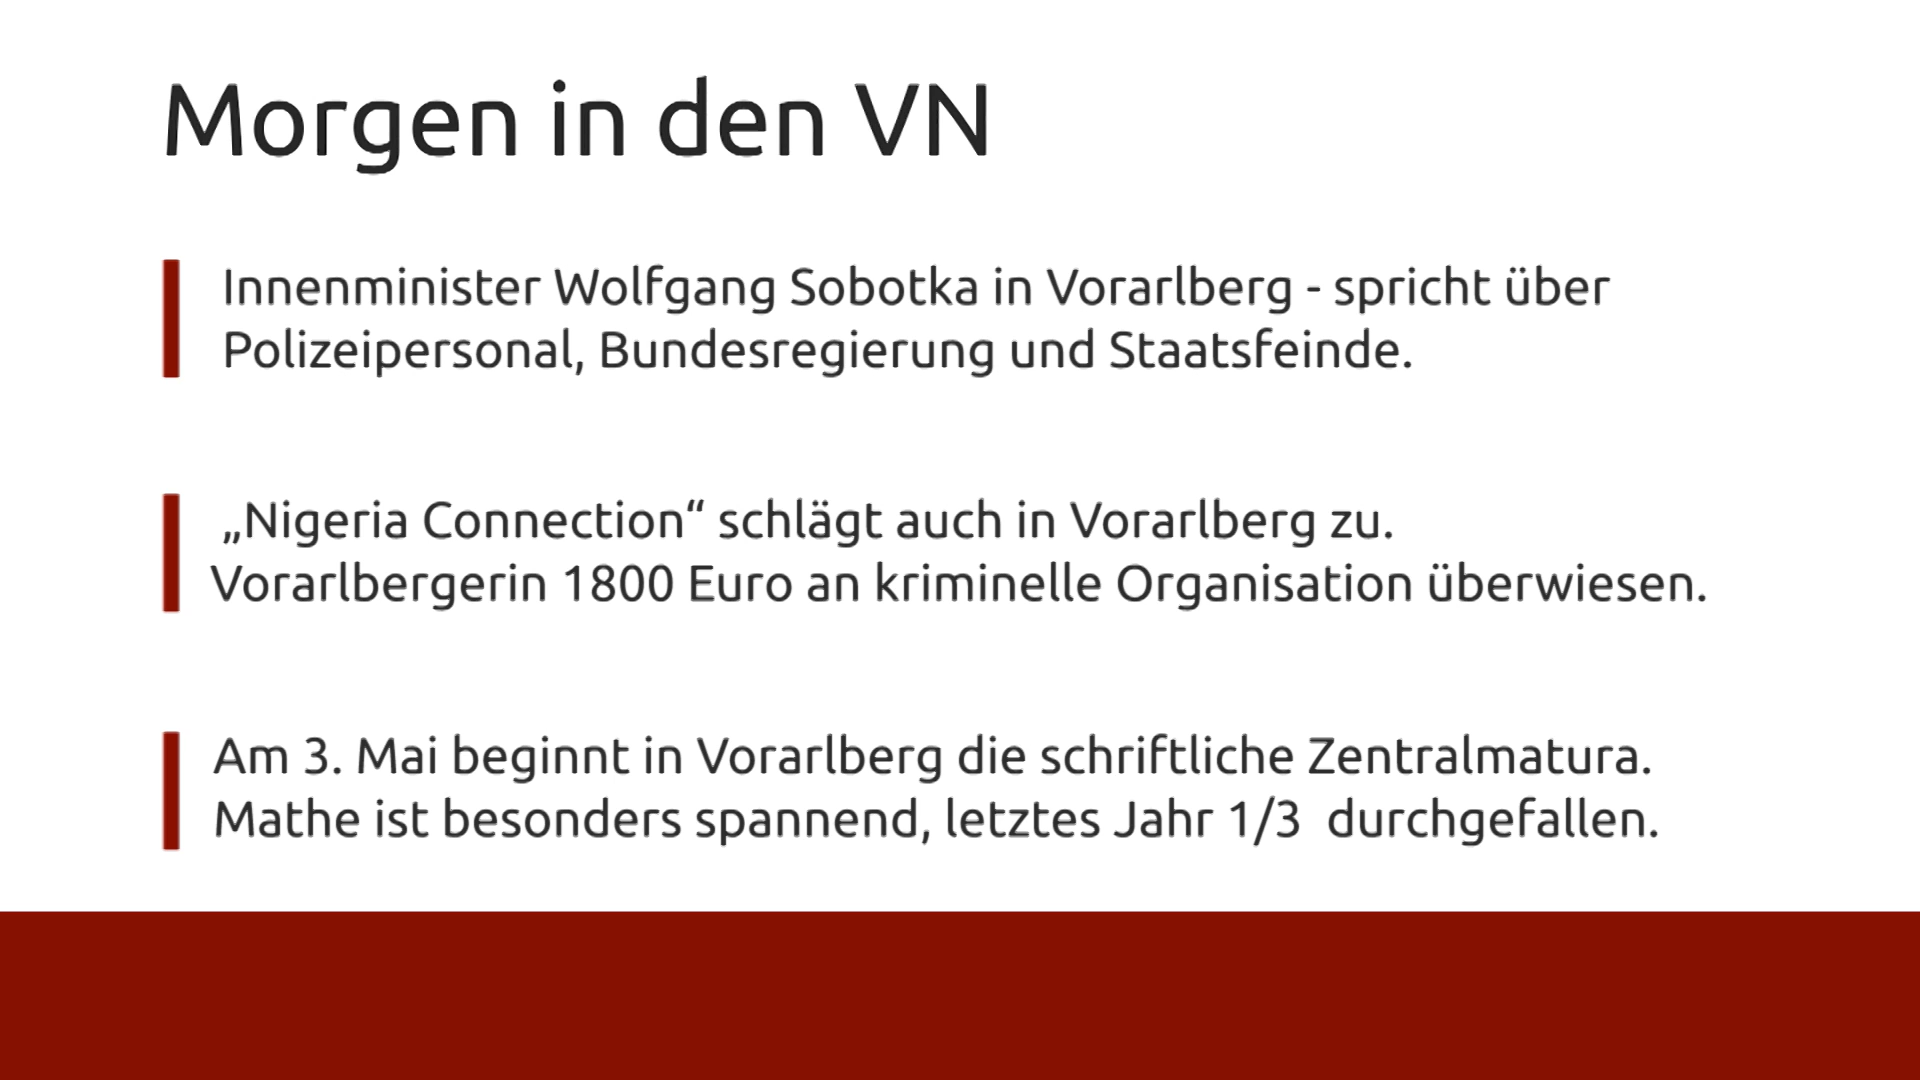 Morgen in den VN
Innenminister Wolfgang Sobotka in Vorarlberg - spricht über
Polizeipersonal, Bundesregierung und Staatsfeinde.
„Nigeria Connection“ schlägt auch in Vorarlberg zu.
Vorarlbergerin 1800 Euro an kriminelle Organisation überwiesen.
Am 3. Mai beginnt in Vorarlberg die schriftliche Zentralmatura.
Mathe ist besonders spannend, letztes Jahr 1/3  durchgefallen.